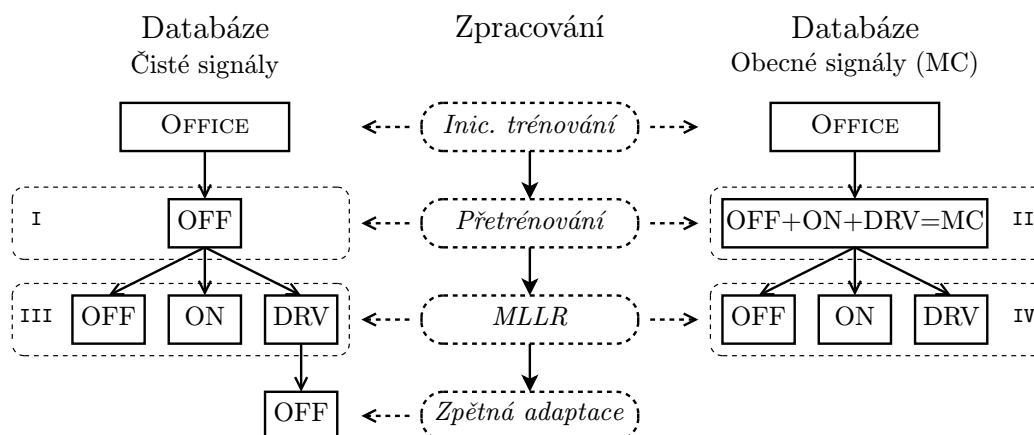 Databáze Zpracování Databáze
Čisté signály Obecné signály (MC)
OFFICE Inic. trénování OFFICE
I OFF Přetrénování OFF+ON+DRV=MC II
III OFF ON DRV MLLR OFF ON DRV IV
OFF Zpětná adaptace